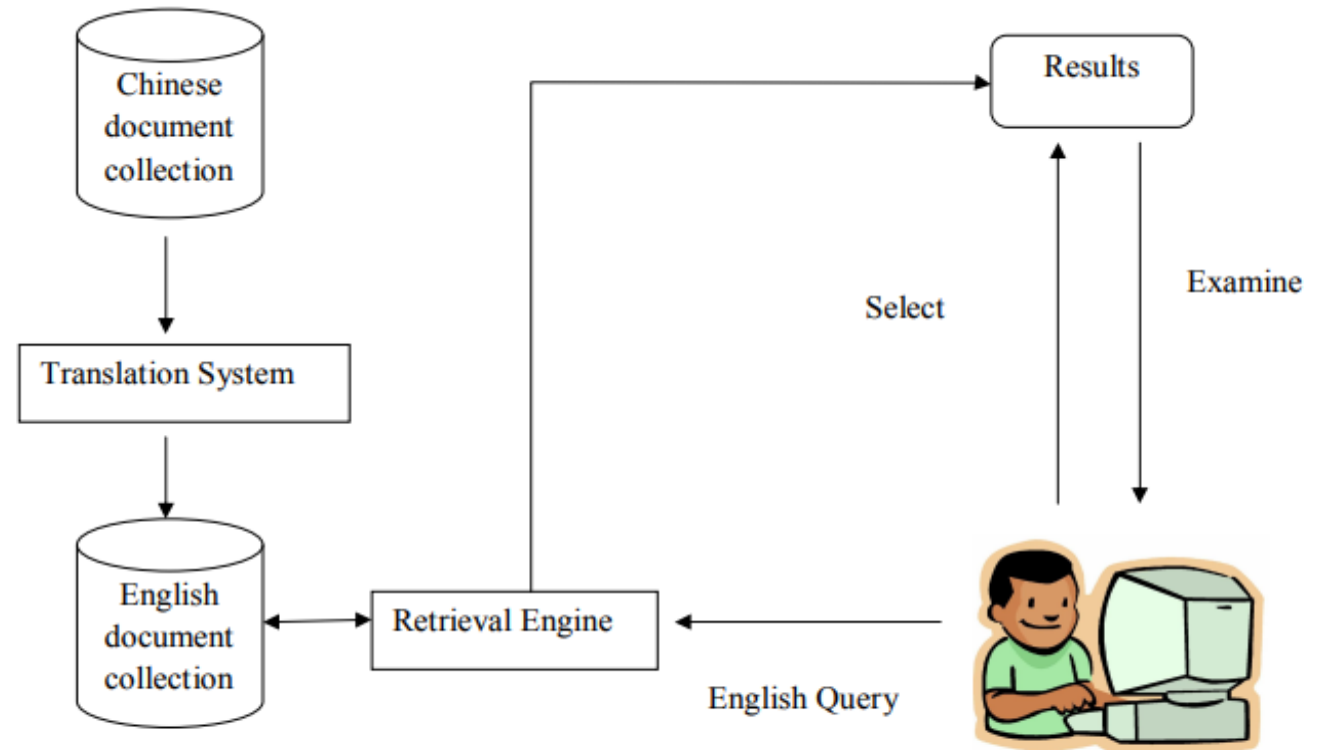 Chinese
document
collection
Results
Select
Examine
Translation System
English
document
collection
Retrieval Engine
English Query